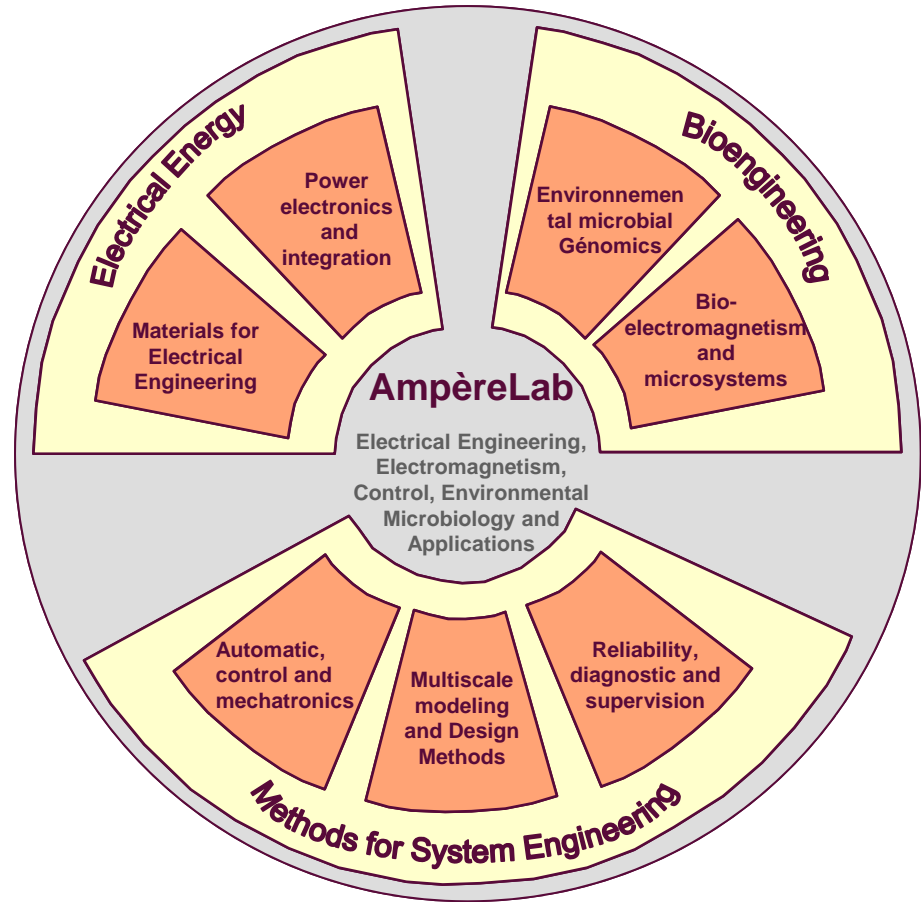 Electrical Energy
Power
electronics
and
integration
Materials for
Electrical
Engineering
Bioengineering
Environnemen
tal microbial
Génomics
Bio-
electromagnetism
and
microsystems
AmpèreLab
Electrical Engineering,
Electromagnetism,
Control, Environmental
Microbiology and
Applications
Automatic,
control and
mechatronics
Multiscale
modeling
and Design
Methods
Reliability,
diagnostic and
supervision
Methods for System Engineering